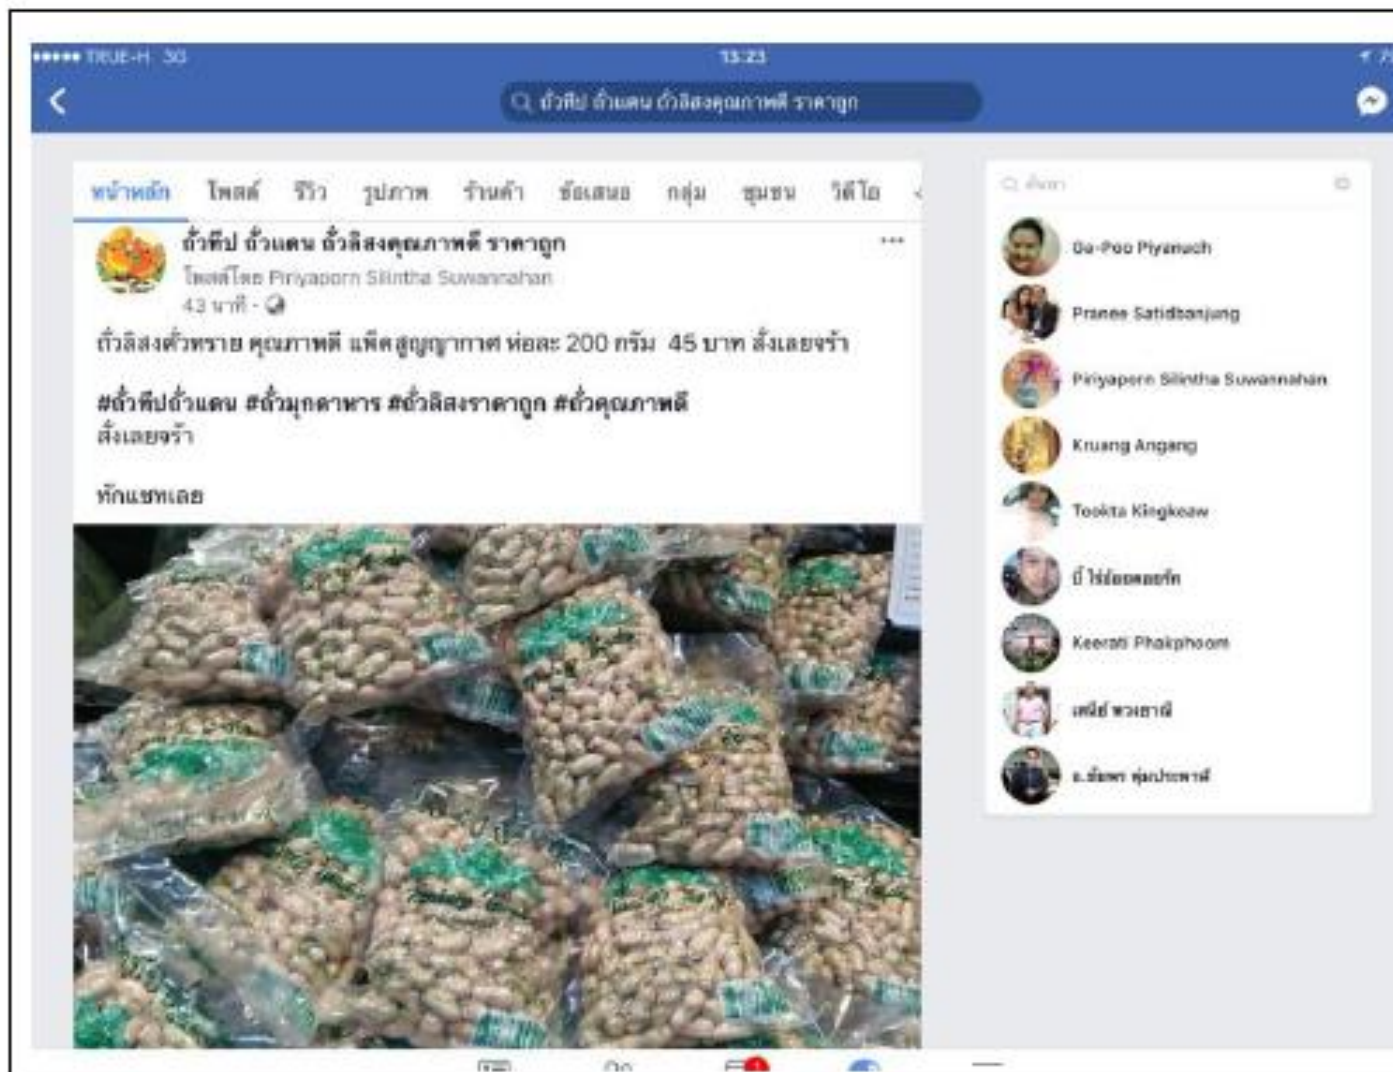 TRUE-H 3G
13:23
ถั่วทีป ถั่วแดน ถั่วลิสงคุณภาพดี ราคาถูก
หน้าหลัก โพสต์ รีวิว รูปภาพ ร้านค้า ข้อเสนอ กลุ่ม ชุมชน วิดีโอ
ถั่วทีป ถั่วแดน ถั่วลิสงคุณภาพดี ราคาถูก
โพสต์โดย Piriyaporn Silintha Suwannahan
43 นาที
ถั่วลิสงคั่วทราย คุณภาพดี แพ็คสูญญากาศ ห่อละ 200 กรัม 45 บาท สั่งเลยจร้า
#ถั่วทีปถั่วแดน #ถั่วมุกดาหาร #ถั่วลิสงราคาถูก #ถั่วคุณภาพดี
สั่งเลยจร้า
ทักแชทเลย
ค้นหา
Ga-Poo Piyanuch
Pranee Satidbanjung
Piriyaporn Silintha Suwannahan
Kruang Angang
Tookta Kingkeaw
Keerati Phakphoom